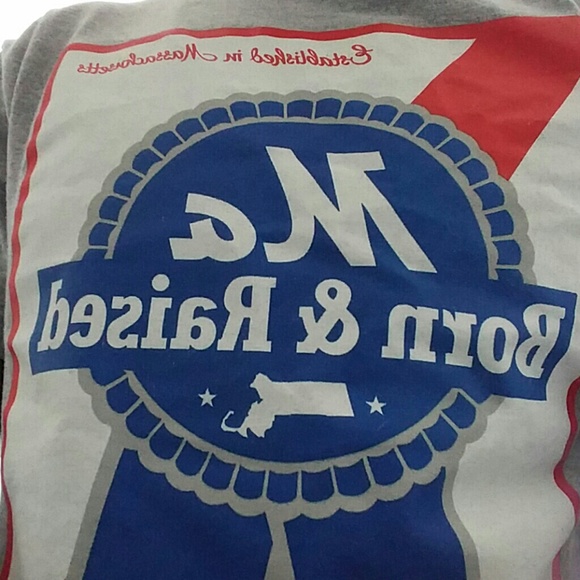 Established in Massachusetts
Ma
Born & Raised